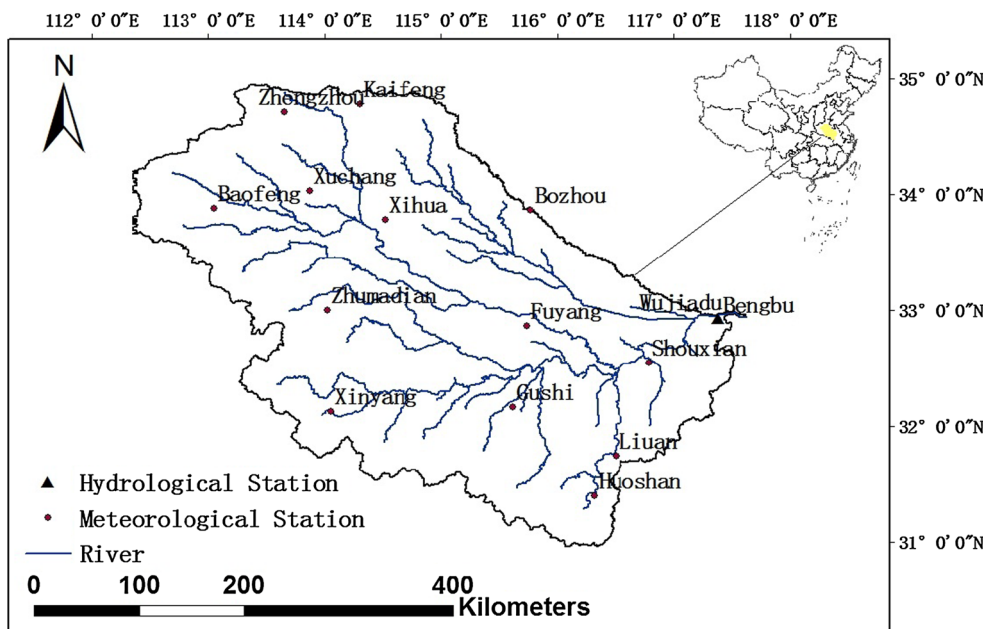 112° 0′0″E 113° 0′0″E 114° 0′0″E 115° 0′0″E 116° 0′0″E 117° 0′0″E 118° 0′0″E
N
35° 0′0″N
34° 0′0″N
33° 0′0″N
32° 0′0″N
31° 0′0″N
Zhengzhou
Kaifeng
Xuchang
Baofeng
Xihua
Bozhou
Zhumadian
Fuyang
Wujiadu
Bengbu
Shouxian
Xinyang
Gushi
Liuan
Huoshan
Hydrological Station
Meteorological Station
River
0 100 200 400
Kilometers